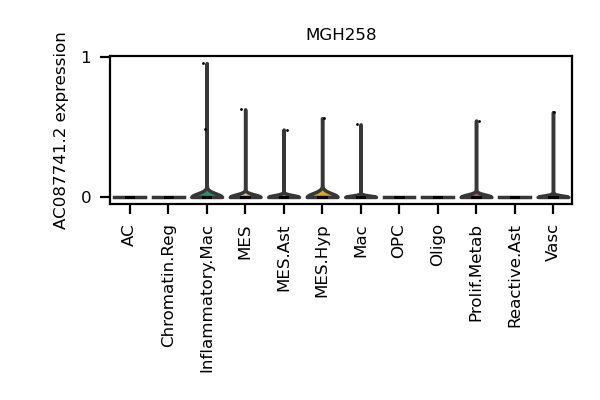 MGH258
AC087741.2 expression
1
0
AC
Chromatin.Reg
Inflammatory.Mac
MES
MES.Ast
MES.Hyp
Mac
OPC
Oligo
Prolif.Metab
Reactive.Ast
Vasc